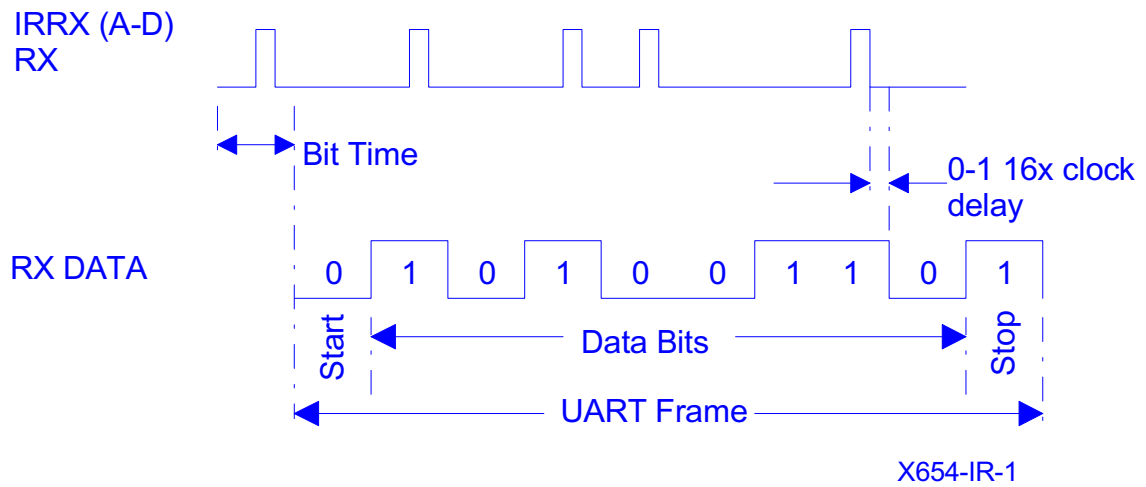 IRRX (A-D)
RX
Bit Time
0-1 16x clock
delay
RX DATA
0 1 0 1 0 0 1 1 0 1
Start
Data Bits
Stop
UART Frame
X654-IR-1